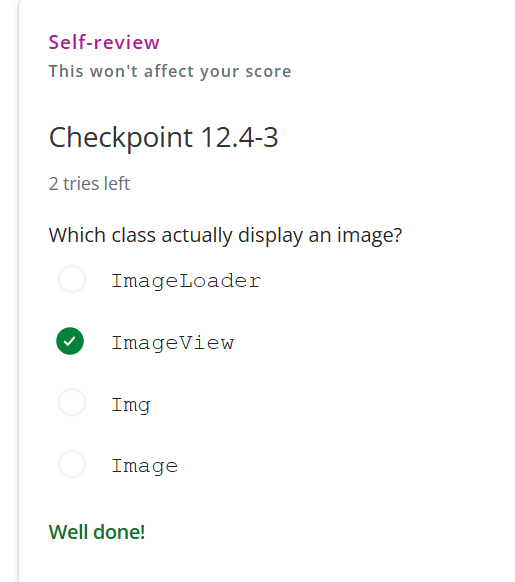 Self-review
This won't affect your score
Checkpoint 12.4-3
2 tries left
Which class actually display an image?
ImageLoader
ImageView
Img
Image
Well done!